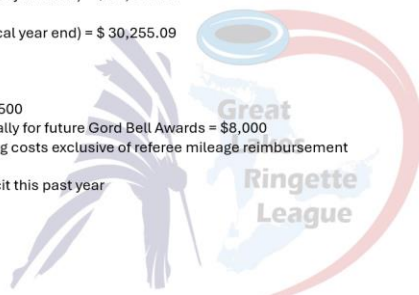 cal year end) = $ 30,255.09
500
ally for future Gord Bell Awards = $8,000
g costs exclusive of referee mileage reimbursement
cit this past year
Great
Lakes
Ringette
League